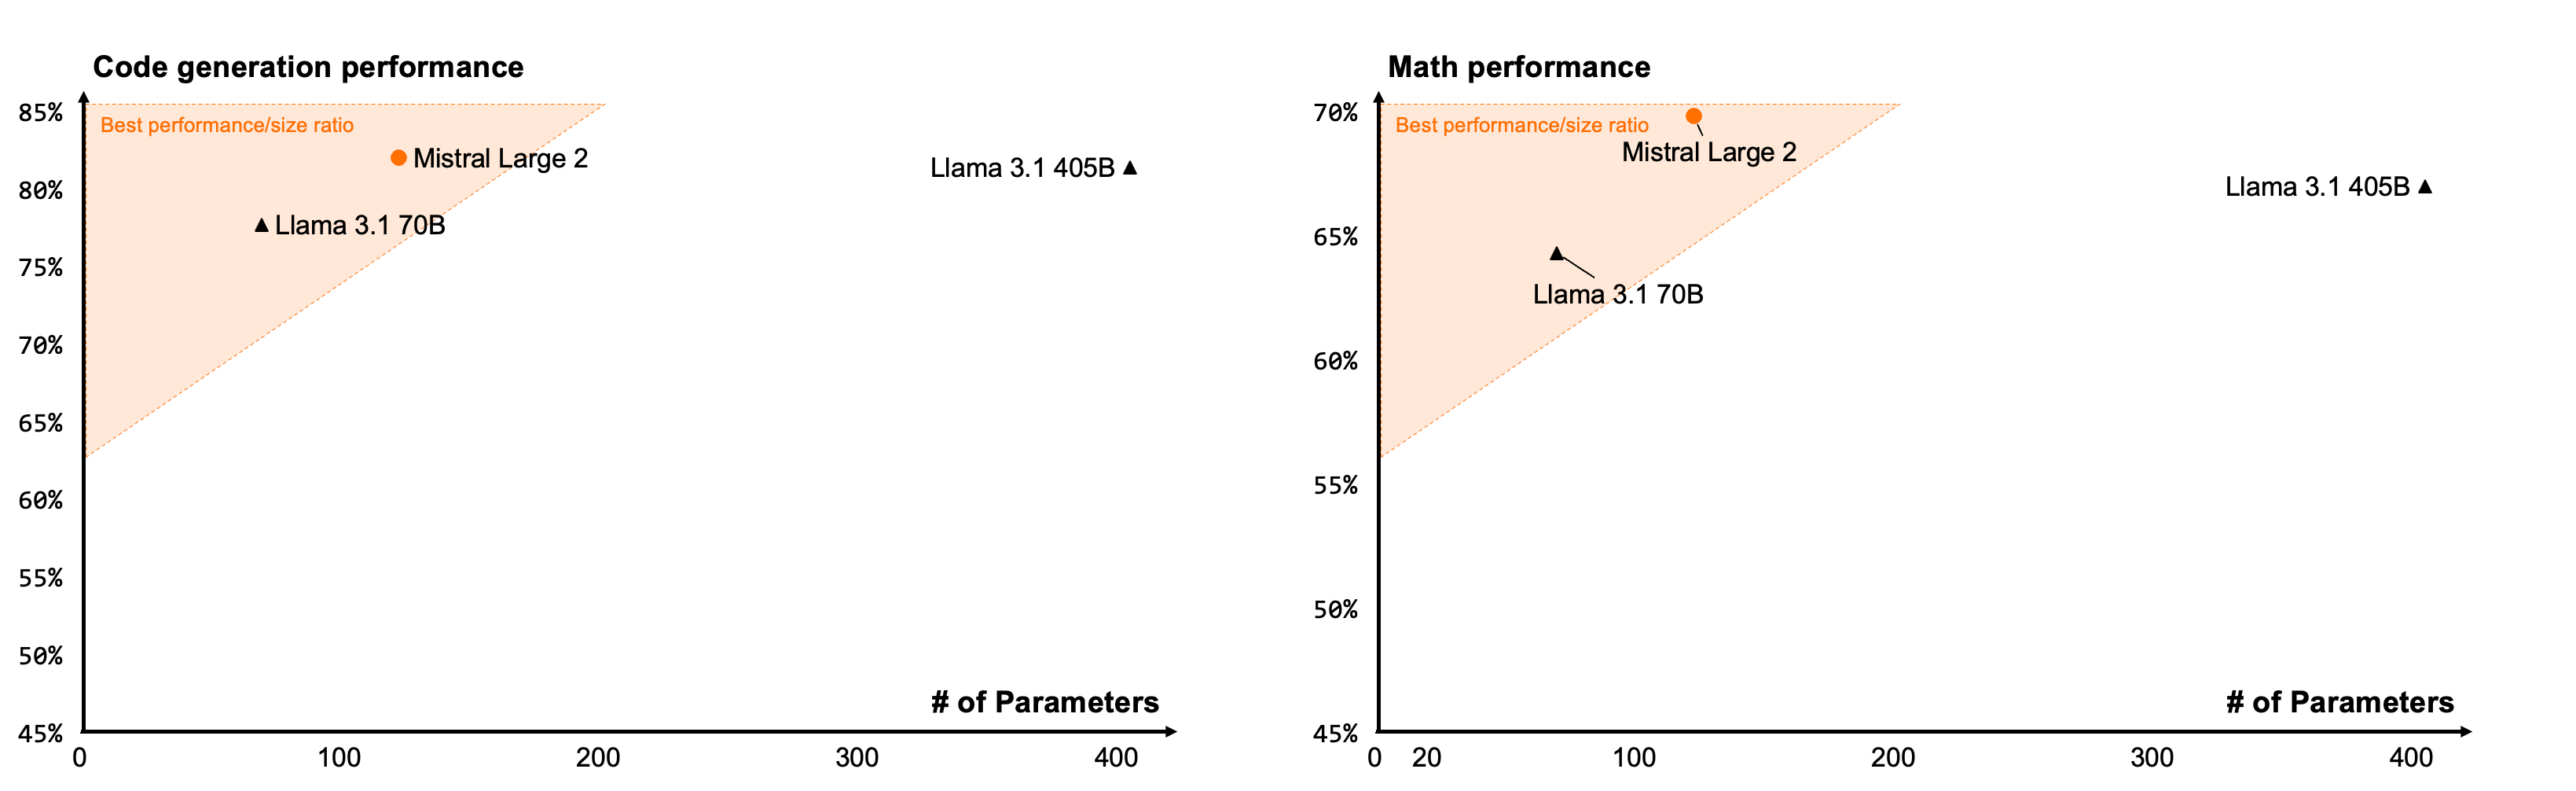 Code generation performance
85%
Best performance/size ratio
Mistral Large 2
Llama 3.1 405B
80%
Llama 3.1 70B
75%
70%
65%
60%
55%
50%
# of Parameters
45%
0 100 200 300 400
Math performance
70%
Best performance/size ratio
Mistral Large 2
Llama 3.1 405B
65%
Llama 3.1 70B
60%
55%
50%
# of Parameters
45%
0 20 100 200 300 400